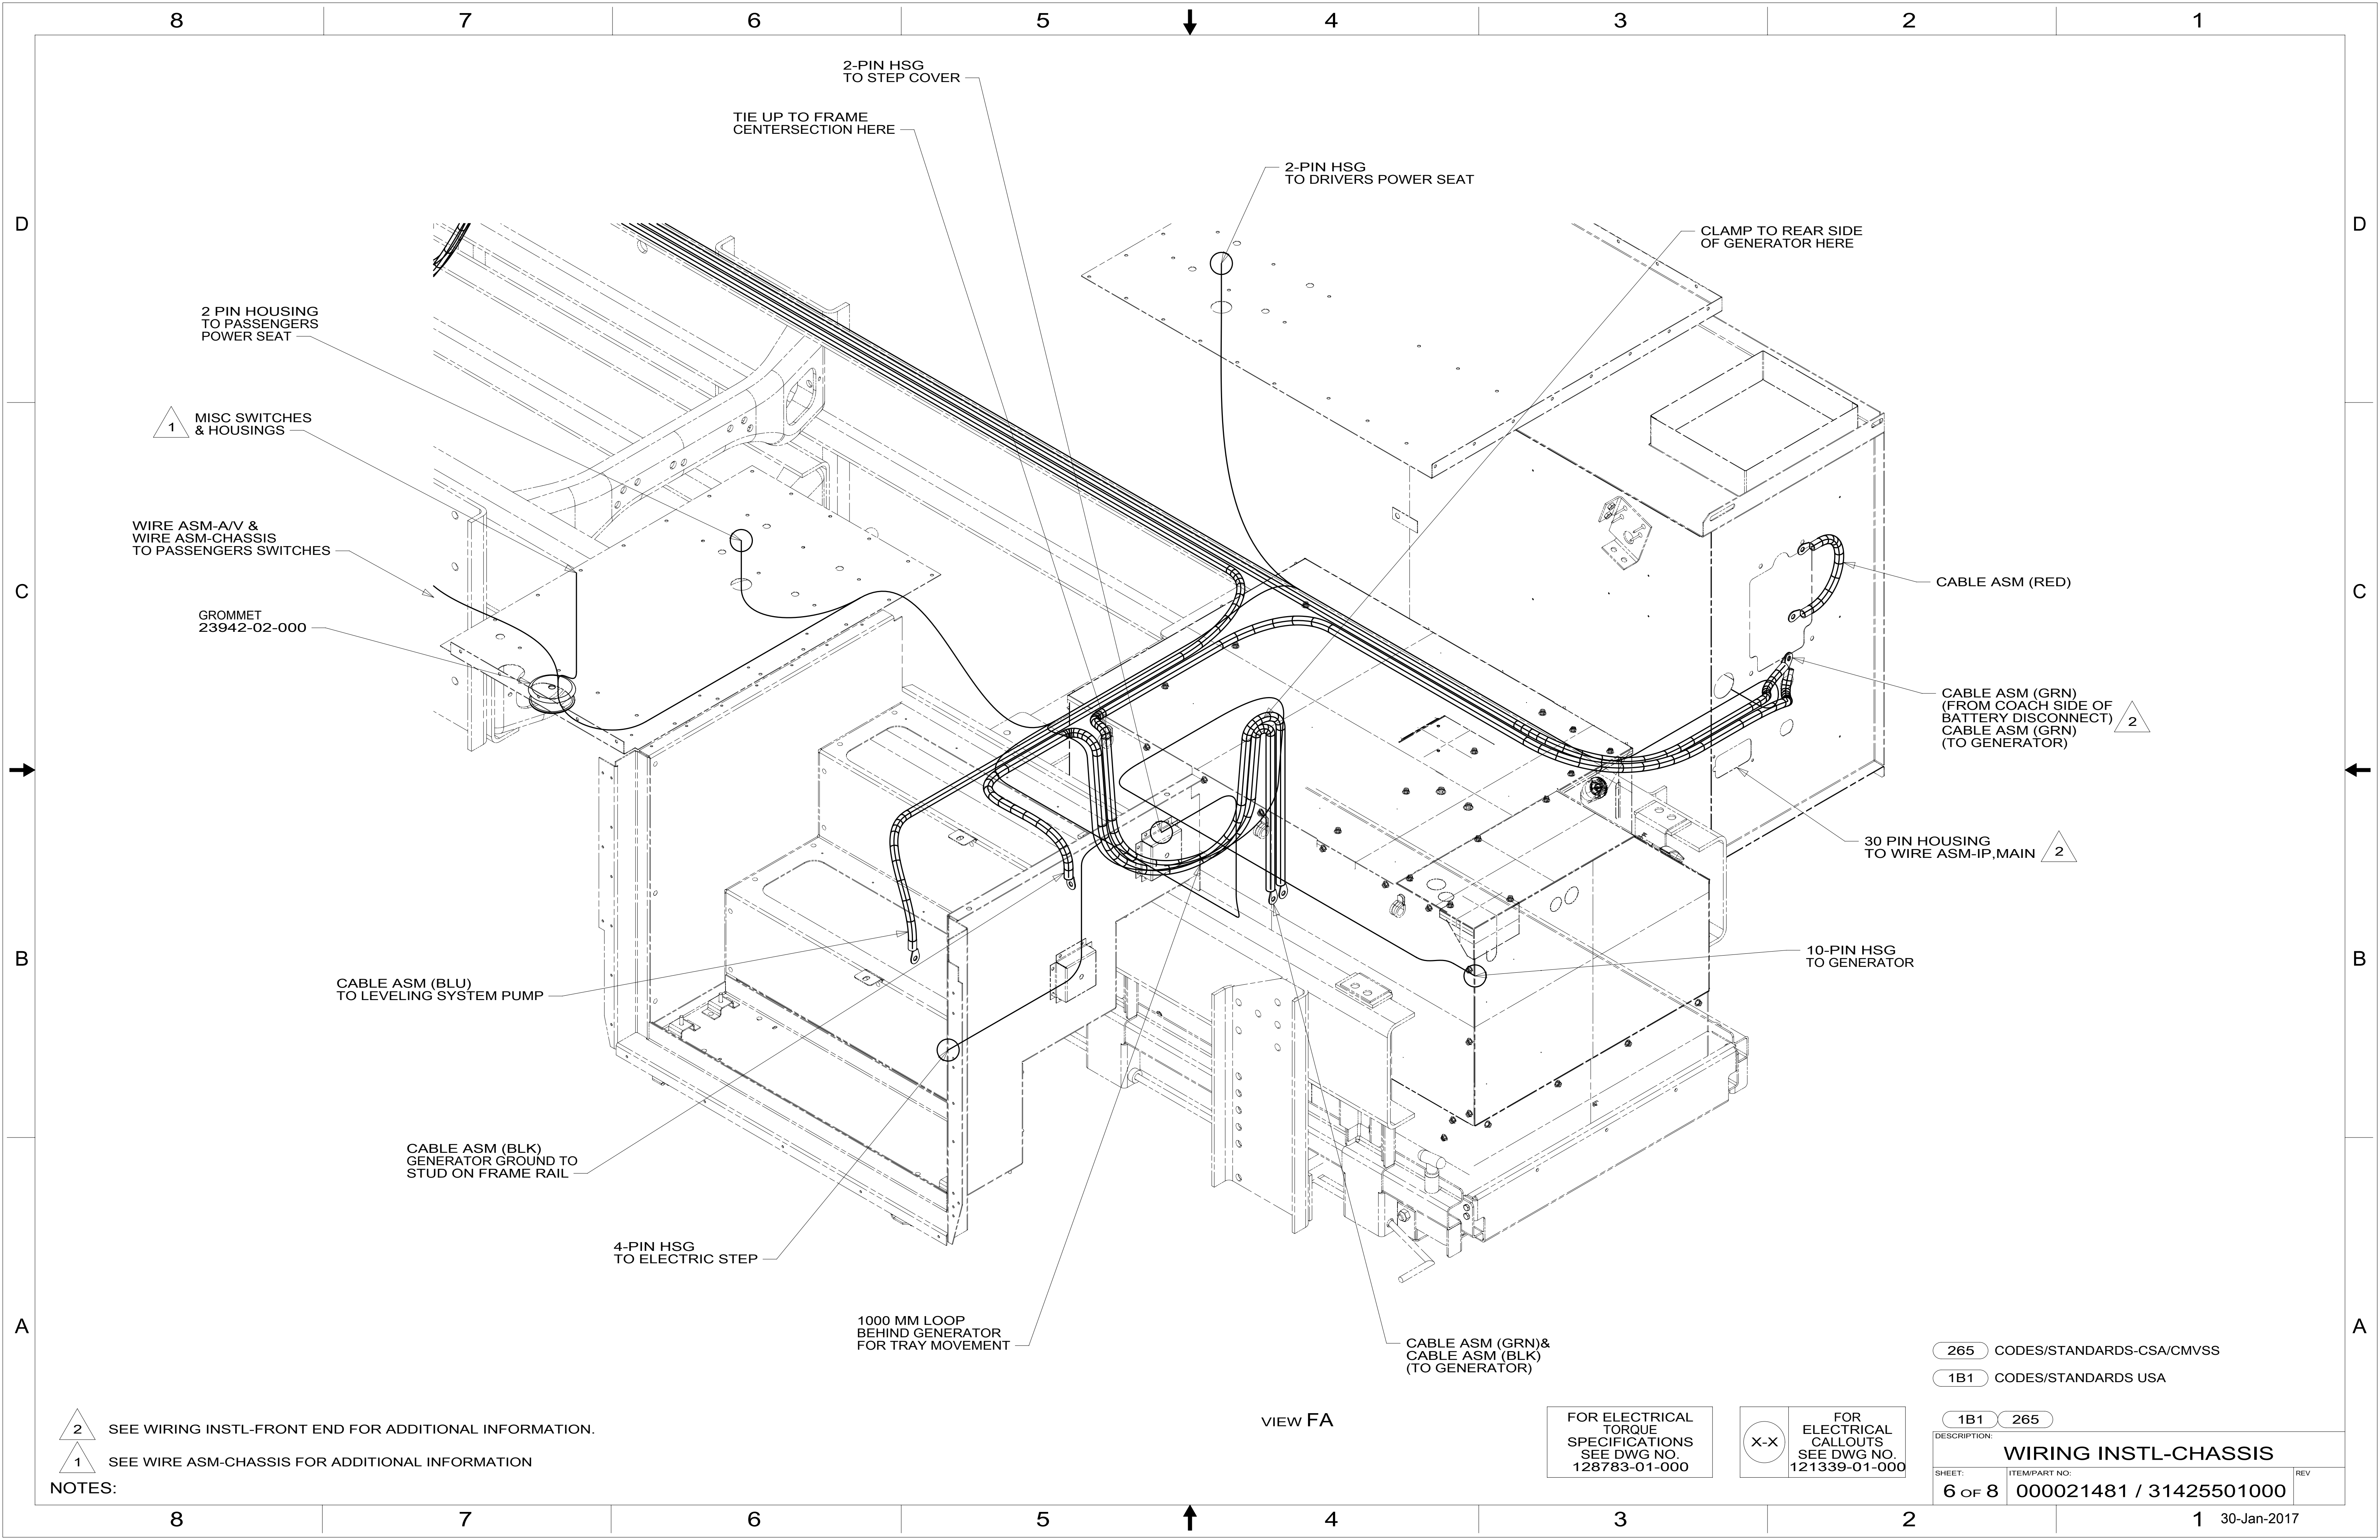 8 7 6 5 4 3 2 1
2-PIN HSG
TO STEP COVER
TIE UP TO FRAME
CENTERSECTION HERE
2-PIN HSG
TO DRIVERS POWER SEAT
D
D
CLAMP TO REAR SIDE
OF GENERATOR HERE
2 PIN HOUSING
TO PASSENGERS
POWER SEAT
1
MISC SWITCHES
& HOUSINGS
WIRE ASM-A/V &
WIRE ASM-CHASSIS
TO PASSENGERS SWITCHES
C
C
CABLE ASM (RED)
GROMMET
23942-02-000
CABLE ASM (GRN)
(FROM COACH SIDE OF
BATTERY DISCONNECT)
CABLE ASM (GRN)
(TO GENERATOR)
2
30 PIN HOUSING
TO WIRE ASM-IP,MAIN
2
B
B
10-PIN HSG
TO GENERATOR
CABLE ASM (BLU)
TO LEVELING SYSTEM PUMP
CABLE ASM (BLK)
GENERATOR GROUND TO
STUD ON FRAME RAIL
4-PIN HSG
TO ELECTRIC STEP
A
A
1000 MM LOOP
BEHIND GENERATOR
FOR TRAY MOVEMENT
CABLE ASM (GRN)&
CABLE ASM (BLK)
(TO GENERATOR)
265 CODES/STANDARDS-CSA/CMVSS
1B1 CODES/STANDARDS USA
2 SEE WIRING INSTL-FRONT END FOR ADDITIONAL INFORMATION.
1 SEE WIRE ASM-CHASSIS FOR ADDITIONAL INFORMATION
NOTES:
VIEW FA
FOR ELECTRICAL
TORQUE
SPECIFICATIONS
SEE DWG NO.
128783-01-000
X-X
FOR
ELECTRICAL
CALLOUTS
SEE DWG NO.
121339-01-000
1B1 265
DESCRIPTION:
WIRING INSTL-CHASSIS
SHEET:
6 OF 8
ITEM/PART NO:
000021481 / 31425501000
REV
8 7 6 5 4 3 2 1
30-Jan-2017